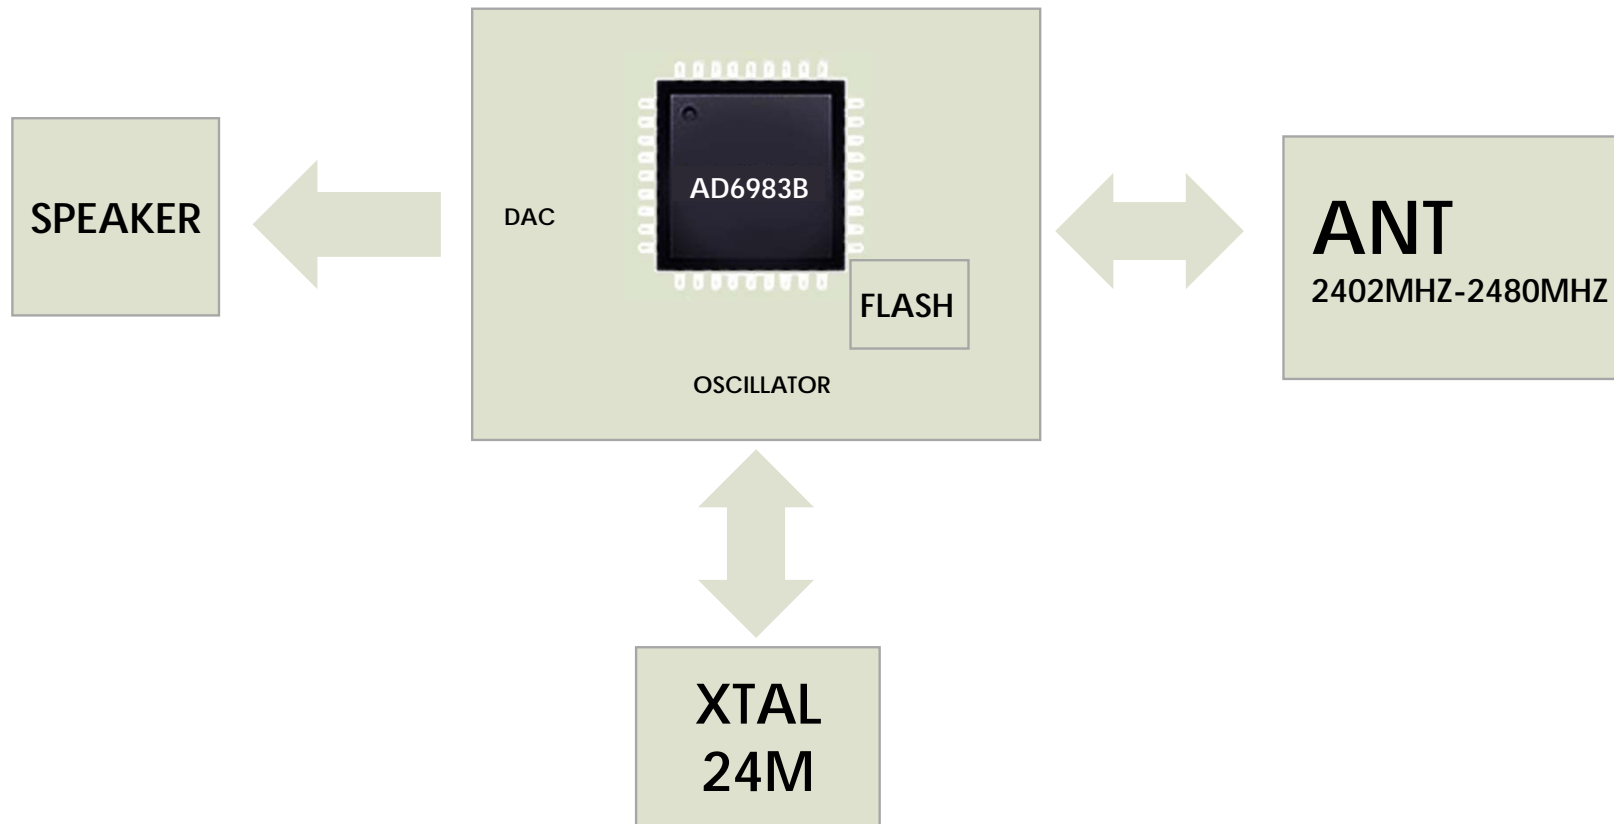 AD6983B
SPEAKER
DAC
ANT
2402MHZ-2480MHZ
FLASH
OSCILLATOR
XTAL
24M